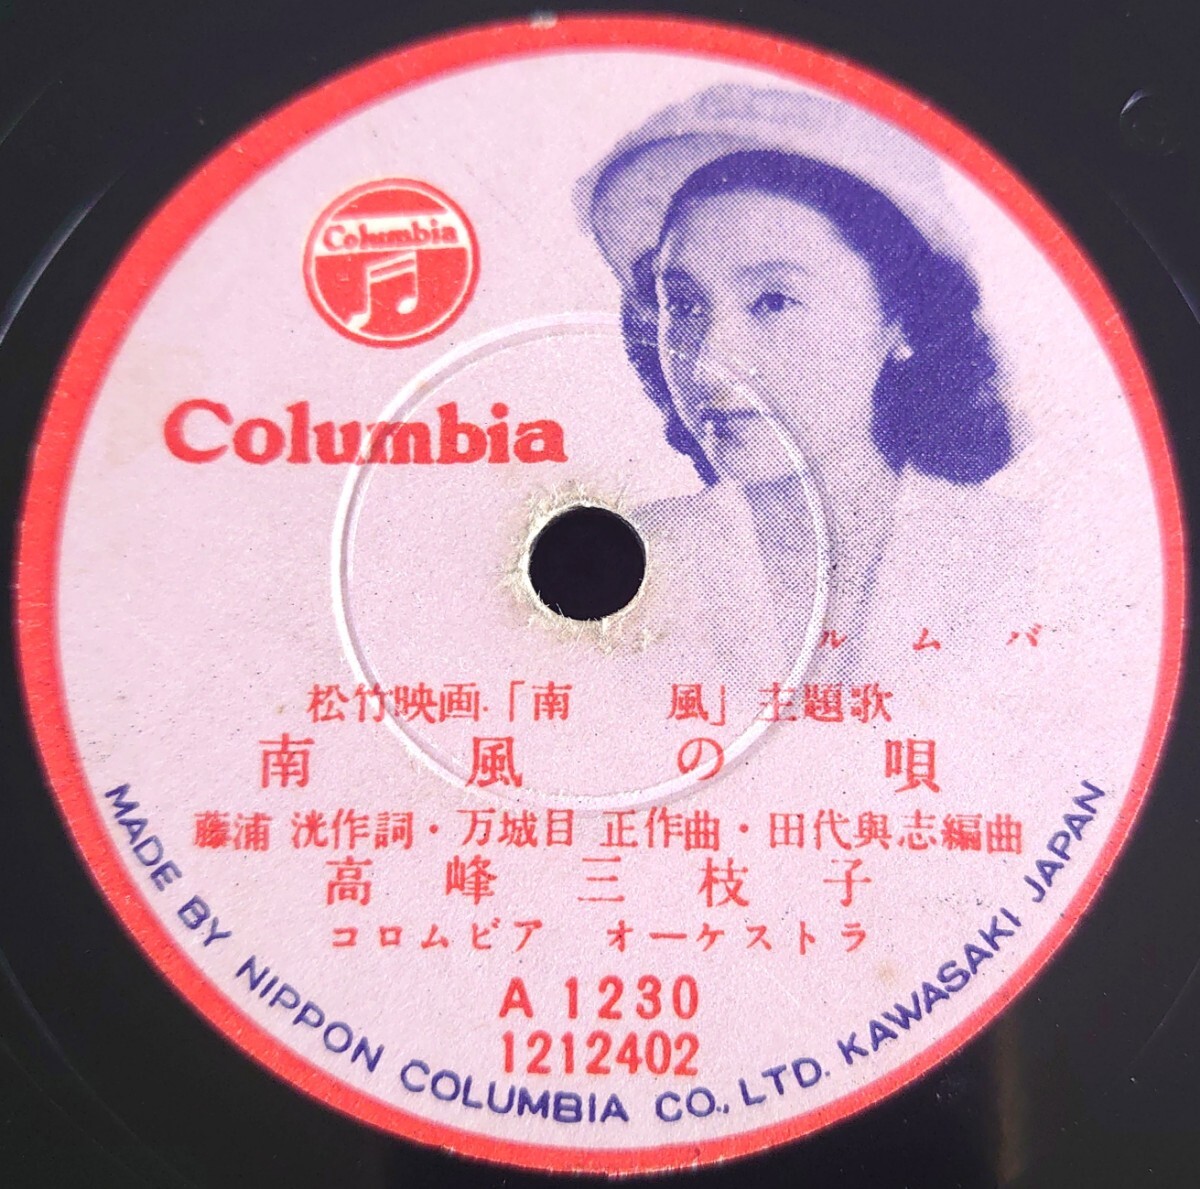 Columbia
Columbia
ルムバ
松竹映画・「南風」主題歌
南風の唄
藤浦 洸作詞・万城目 正作曲・田代與志編曲
高峰三枝子
コロムビア オーケストラ
A 1230
1212402
MADE BY NIPPON COLUMBIA CO., LTD. KAWASAKI JAPAN